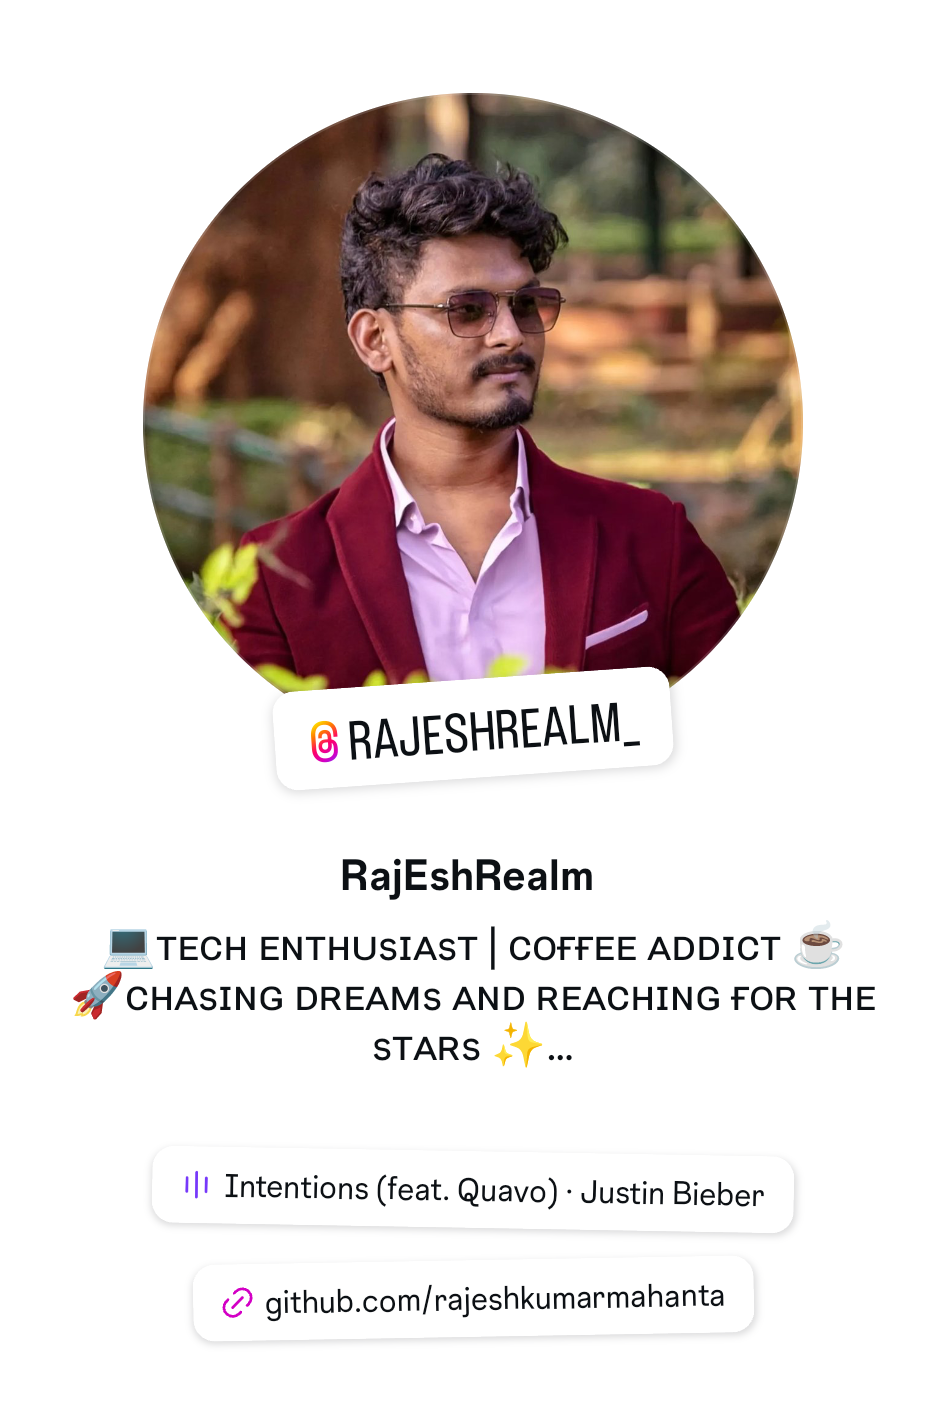 RAJESHREALM_
RajEshRealm
💻TECH ENTHUSIAST | COFFEE ADDICT ☕
🚀CHASING DREAMS AND REACHING FOR THE
STARS ✨...
Intentions (feat. Quavo) · Justin Bieber
github.com/rajeshkumarmahanta